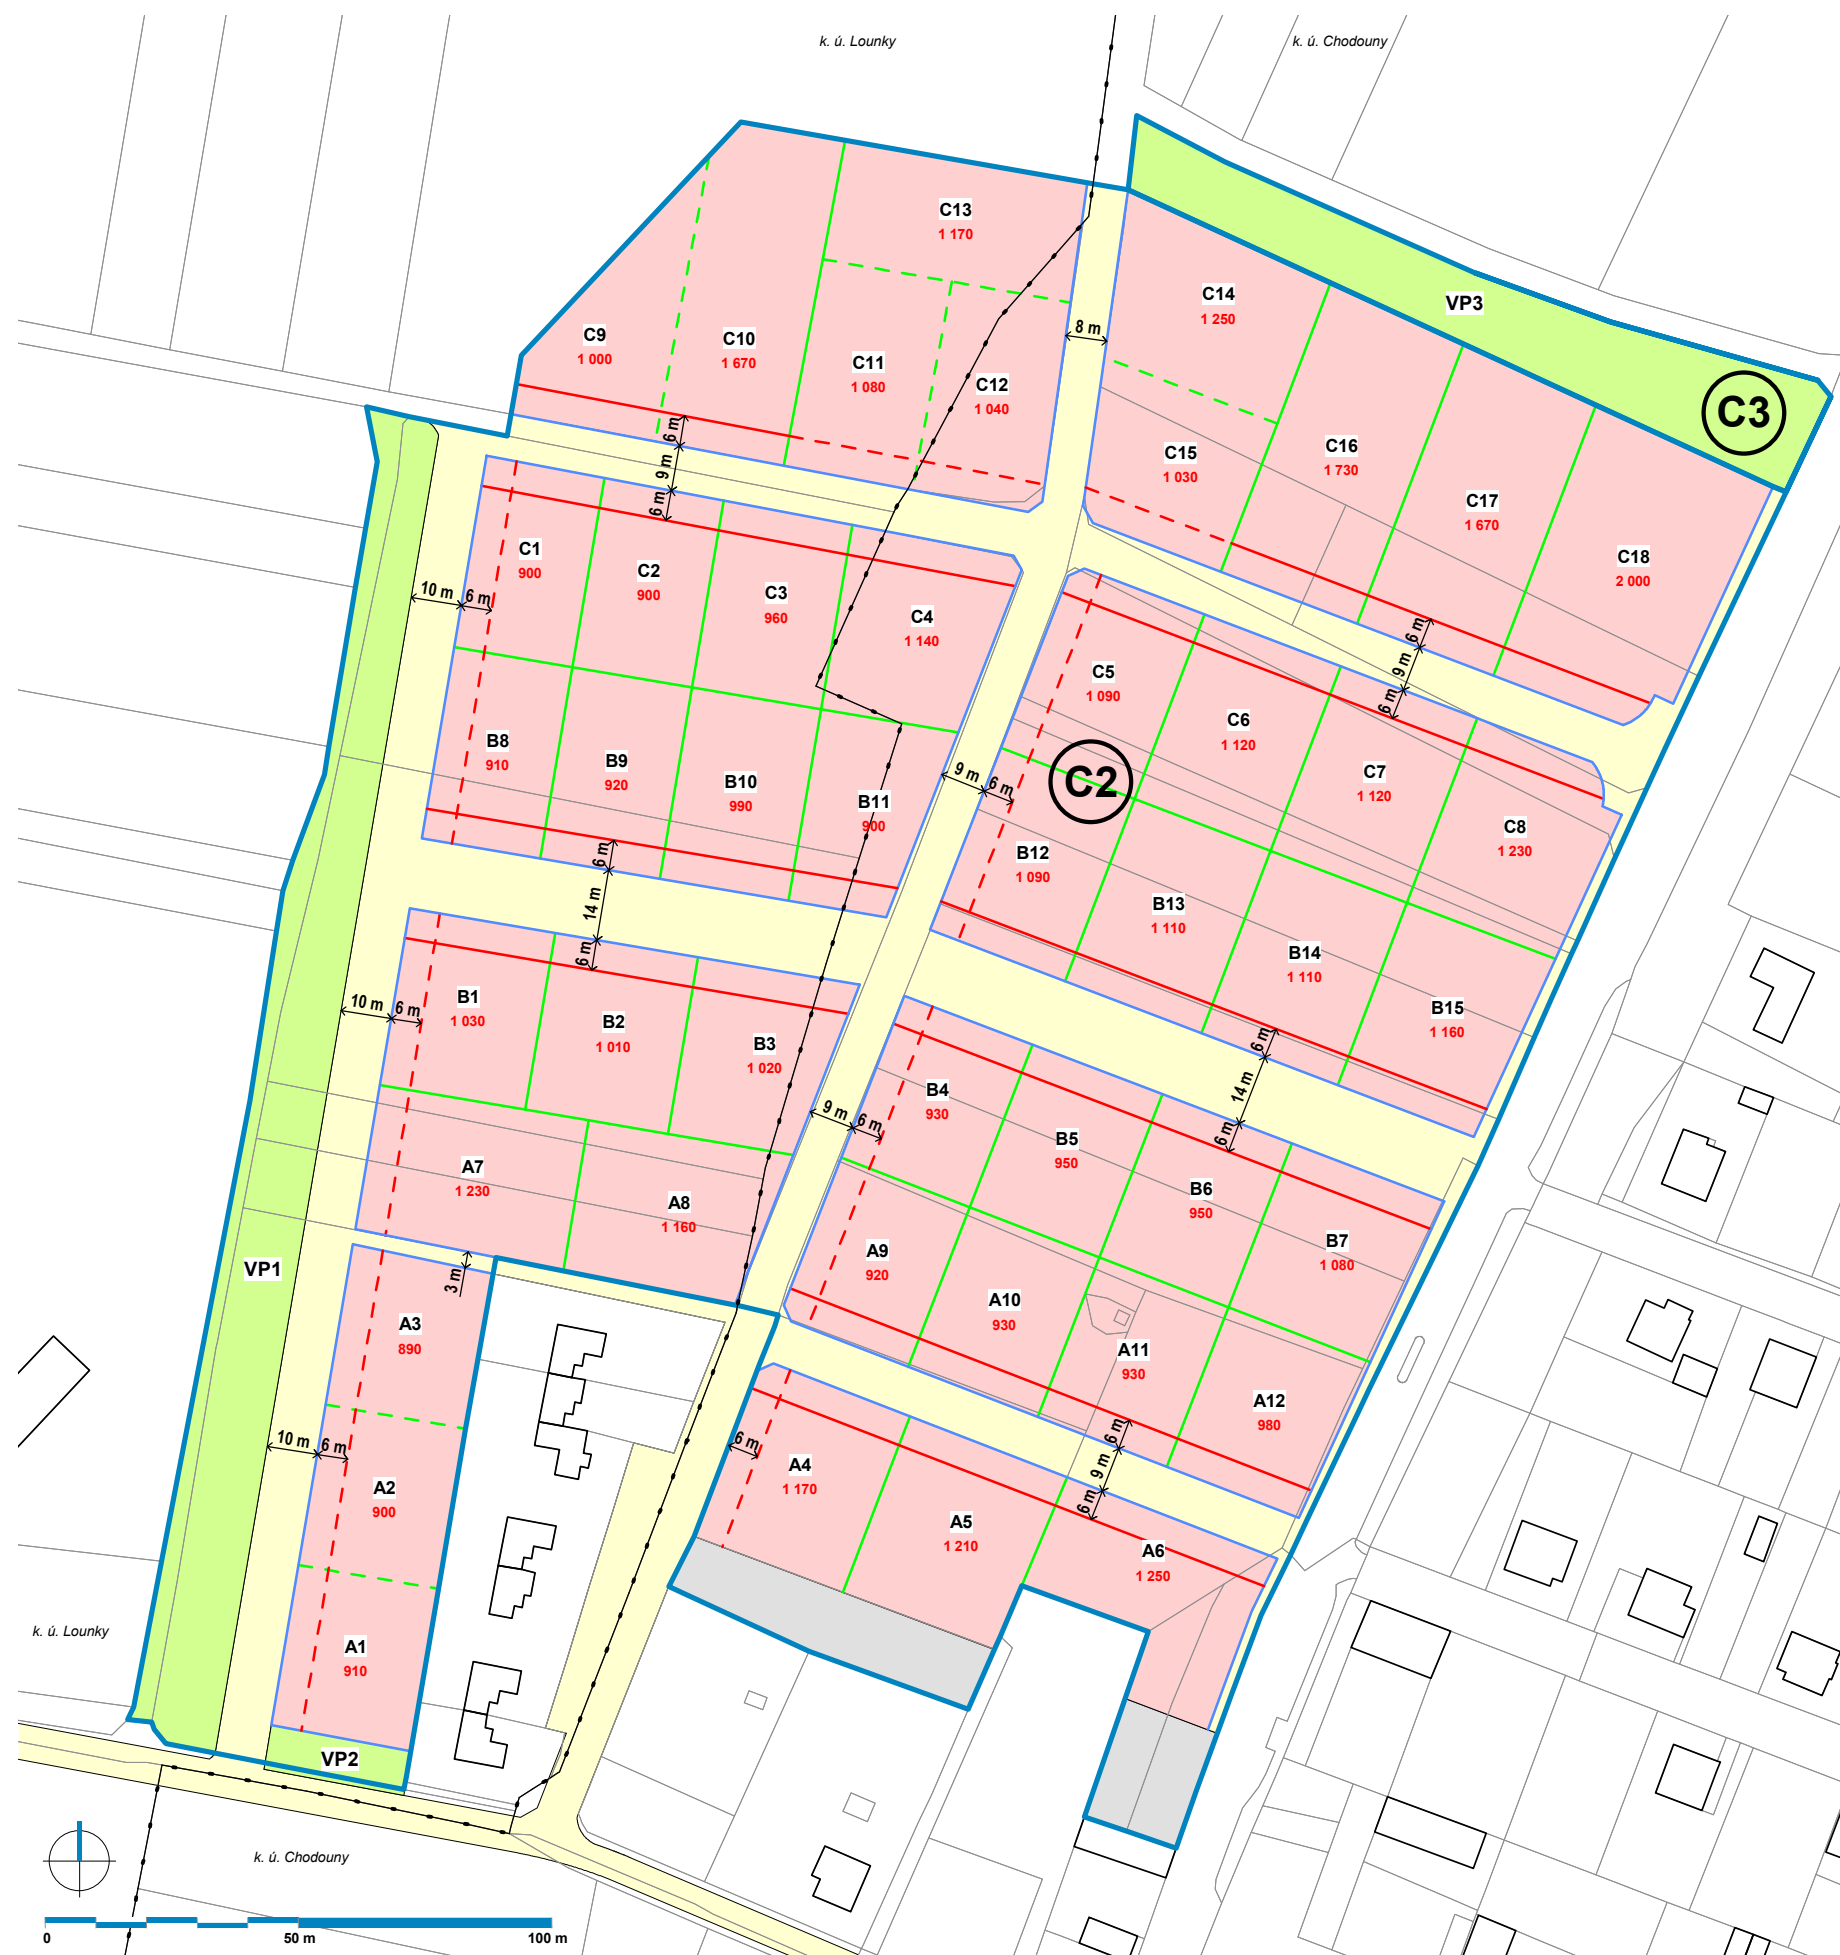 k. ú. Lounky
k. ú. Chodouny
C13
1 170
C14
1 250
VP3
C9
1 000
C10
1 670
C11
1 080
C12
1 040
8 m
C15
1 030
C16
1 730
C17
1 670
C18
2 000
C3
6 m
9 m
6 m
C1
900
C2
900
C3
960
C4
1 140
10 m
6 m
6 m
9 m
6 m
C5
1 090
C6
1 120
C7
1 120
C8
1 230
C2
B8
910
B9
920
B10
990
B11
900
9 m
6 m
B12
1 090
B13
1 110
B14
1 110
B15
1 160
6 m
14 m
6 m
6 m
14 m
6 m
B1
1 030
B2
1 010
B3
1 020
10 m
6 m
B4
930
B5
950
B6
950
B7
1 080
9 m
6 m
A7
1 230
A8
1 160
A9
920
A10
930
A11
930
A12
980
VP1
3 m
A3
890
A2
900
A1
910
10 m
6 m
6 m
A4
1 170
A5
1 210
A6
1 250
6 m
9 m
6 m
k. ú. Lounky
VP2
k. ú. Chodouny
0
50 m
100 m